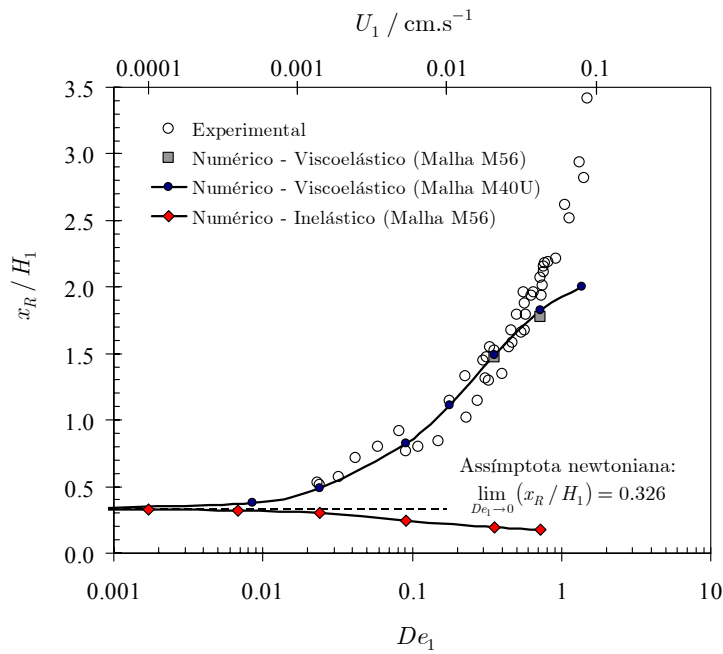 U₁ / cm.s⁻¹
0.0001 0.001 0.01 0.1
3.5
Experimental
Numérico - Viscoelástico (Malha M56)
3.0
Numérico - Viscoelástico (Malha M40U)
Numérico - Inelástico (Malha M56)
2.5
x_R / H₁
2.0
1.5
1.0
Assímptota newtoniana:
lim (x_R / H₁) = 0.326
De₁→0
0.5
0.0
0.001 0.01 0.1 1 10
De₁